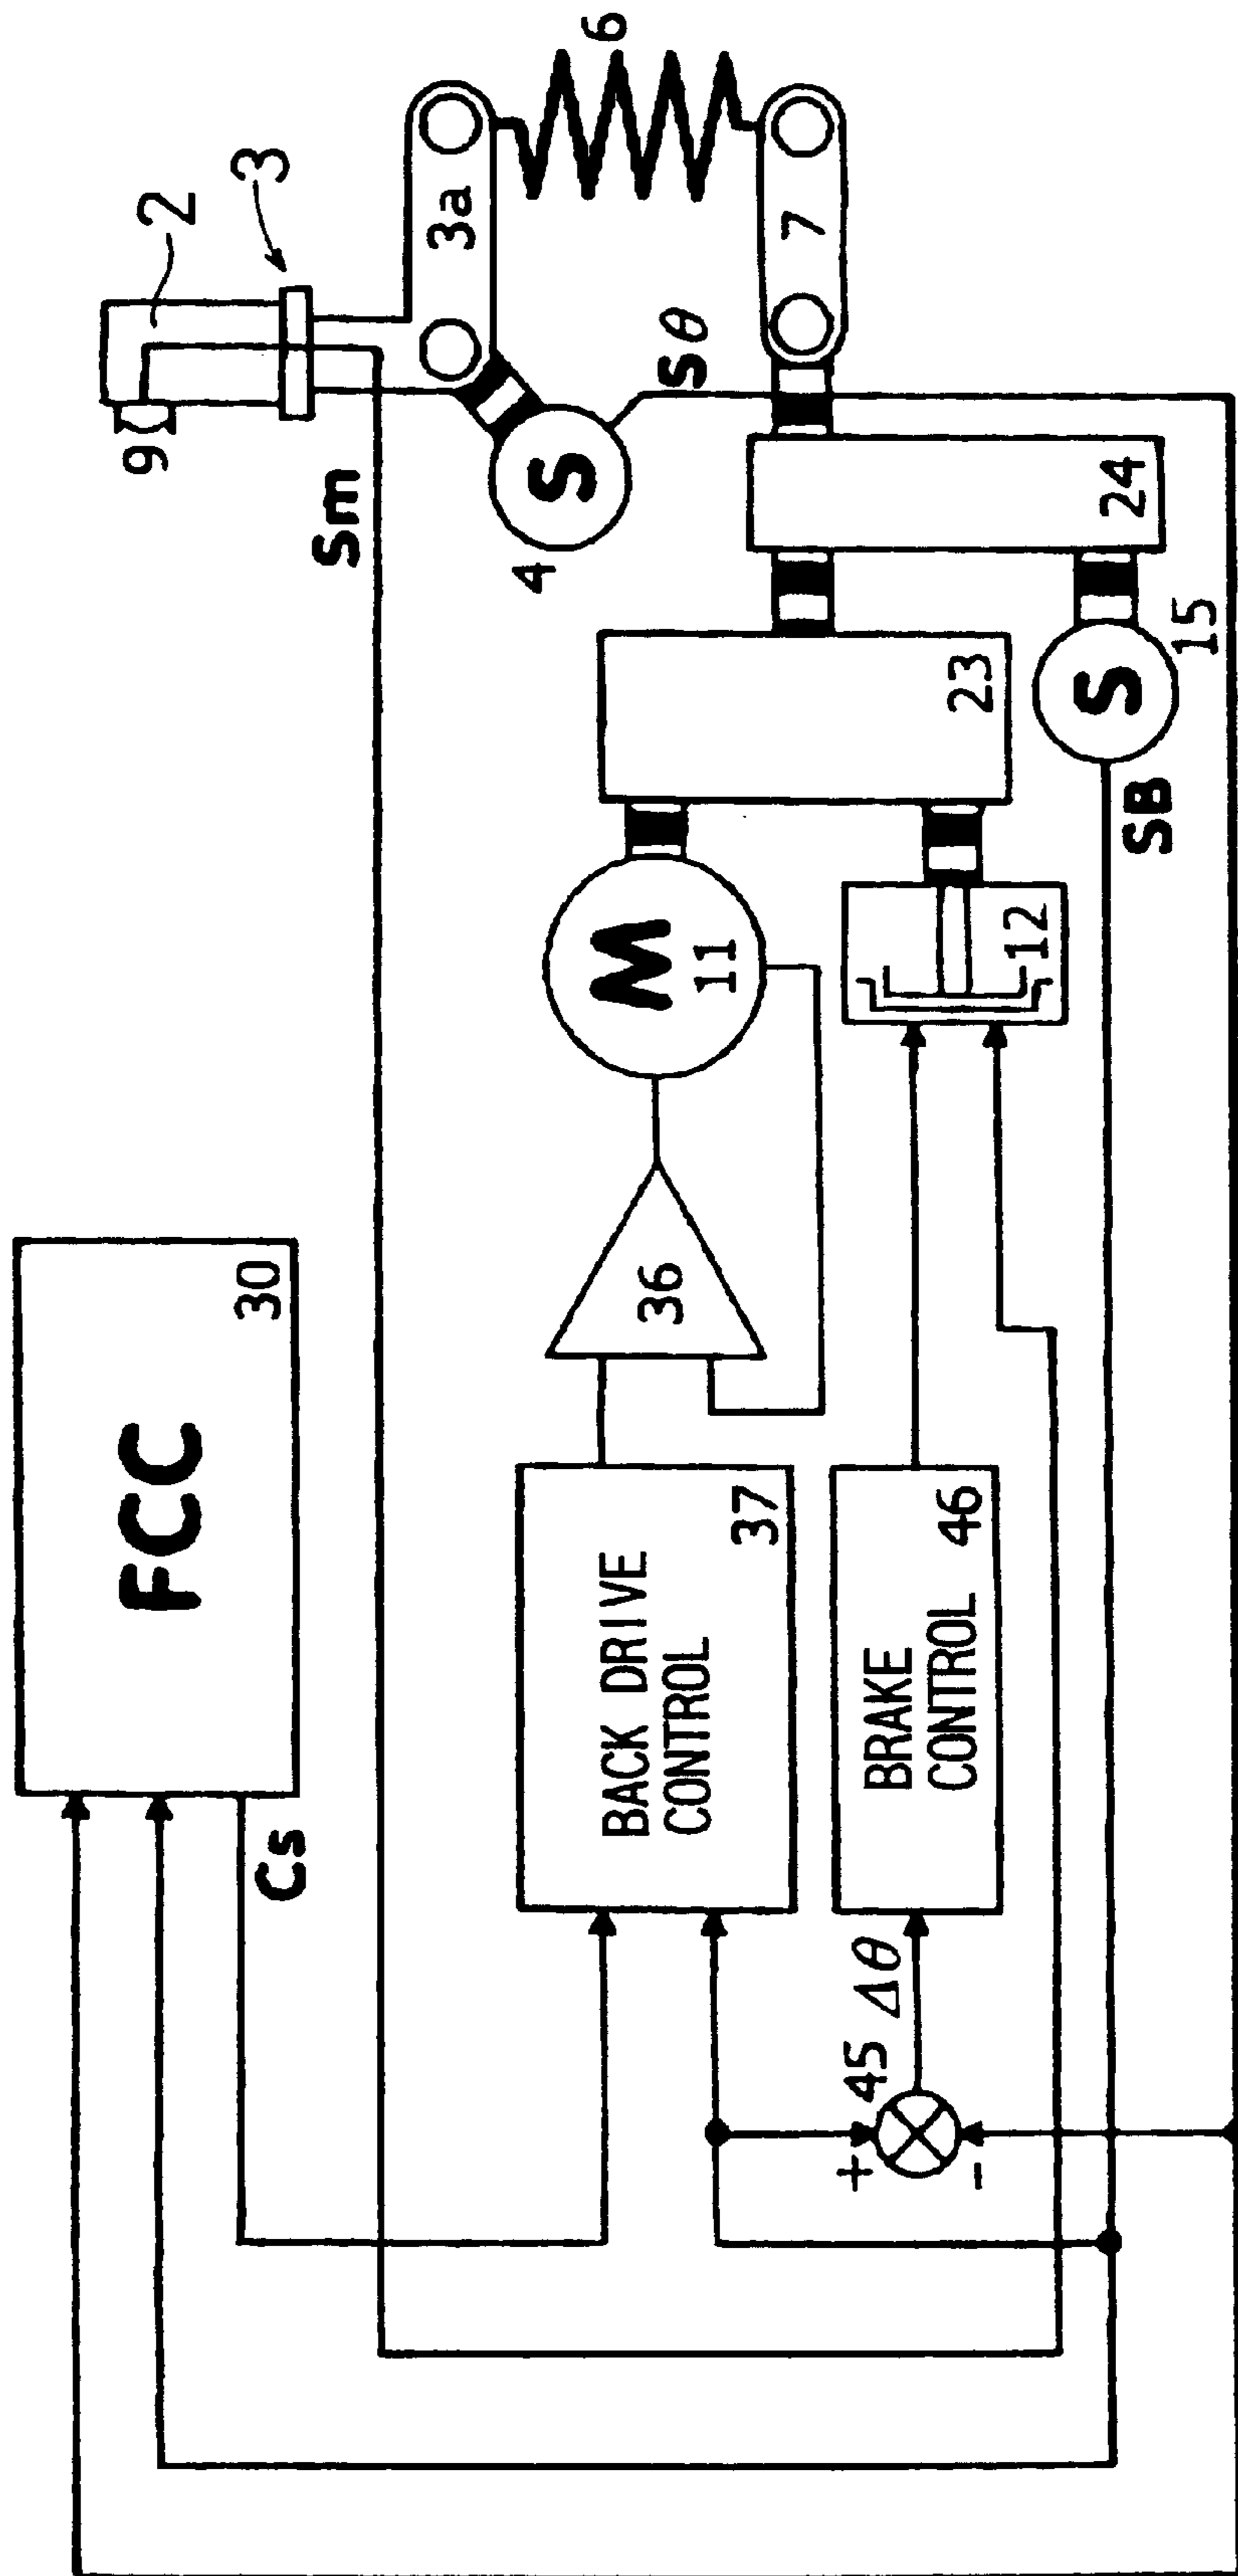 FCC
30
Cs
Sm
9
2
3
3a
6
4
S
Sθ
7
BACK DRIVE
CONTROL
37
36
M
11
23
24
45
+
-
Δθ
BRAKE
CONTROL
46
12
S
15
SB